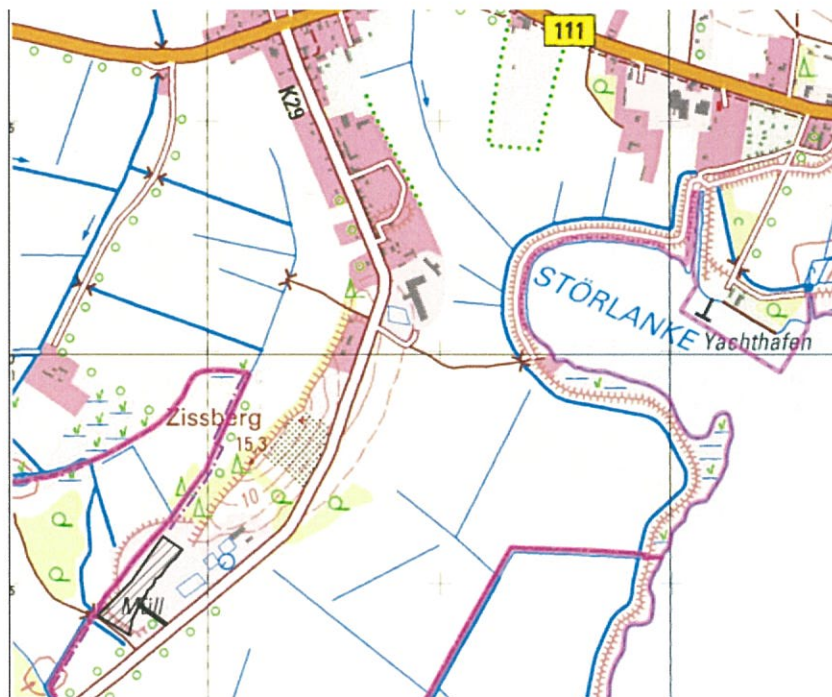 111
K29
STÖRLANKE
Yachthafen
Zissberg
15,3
10
Müll